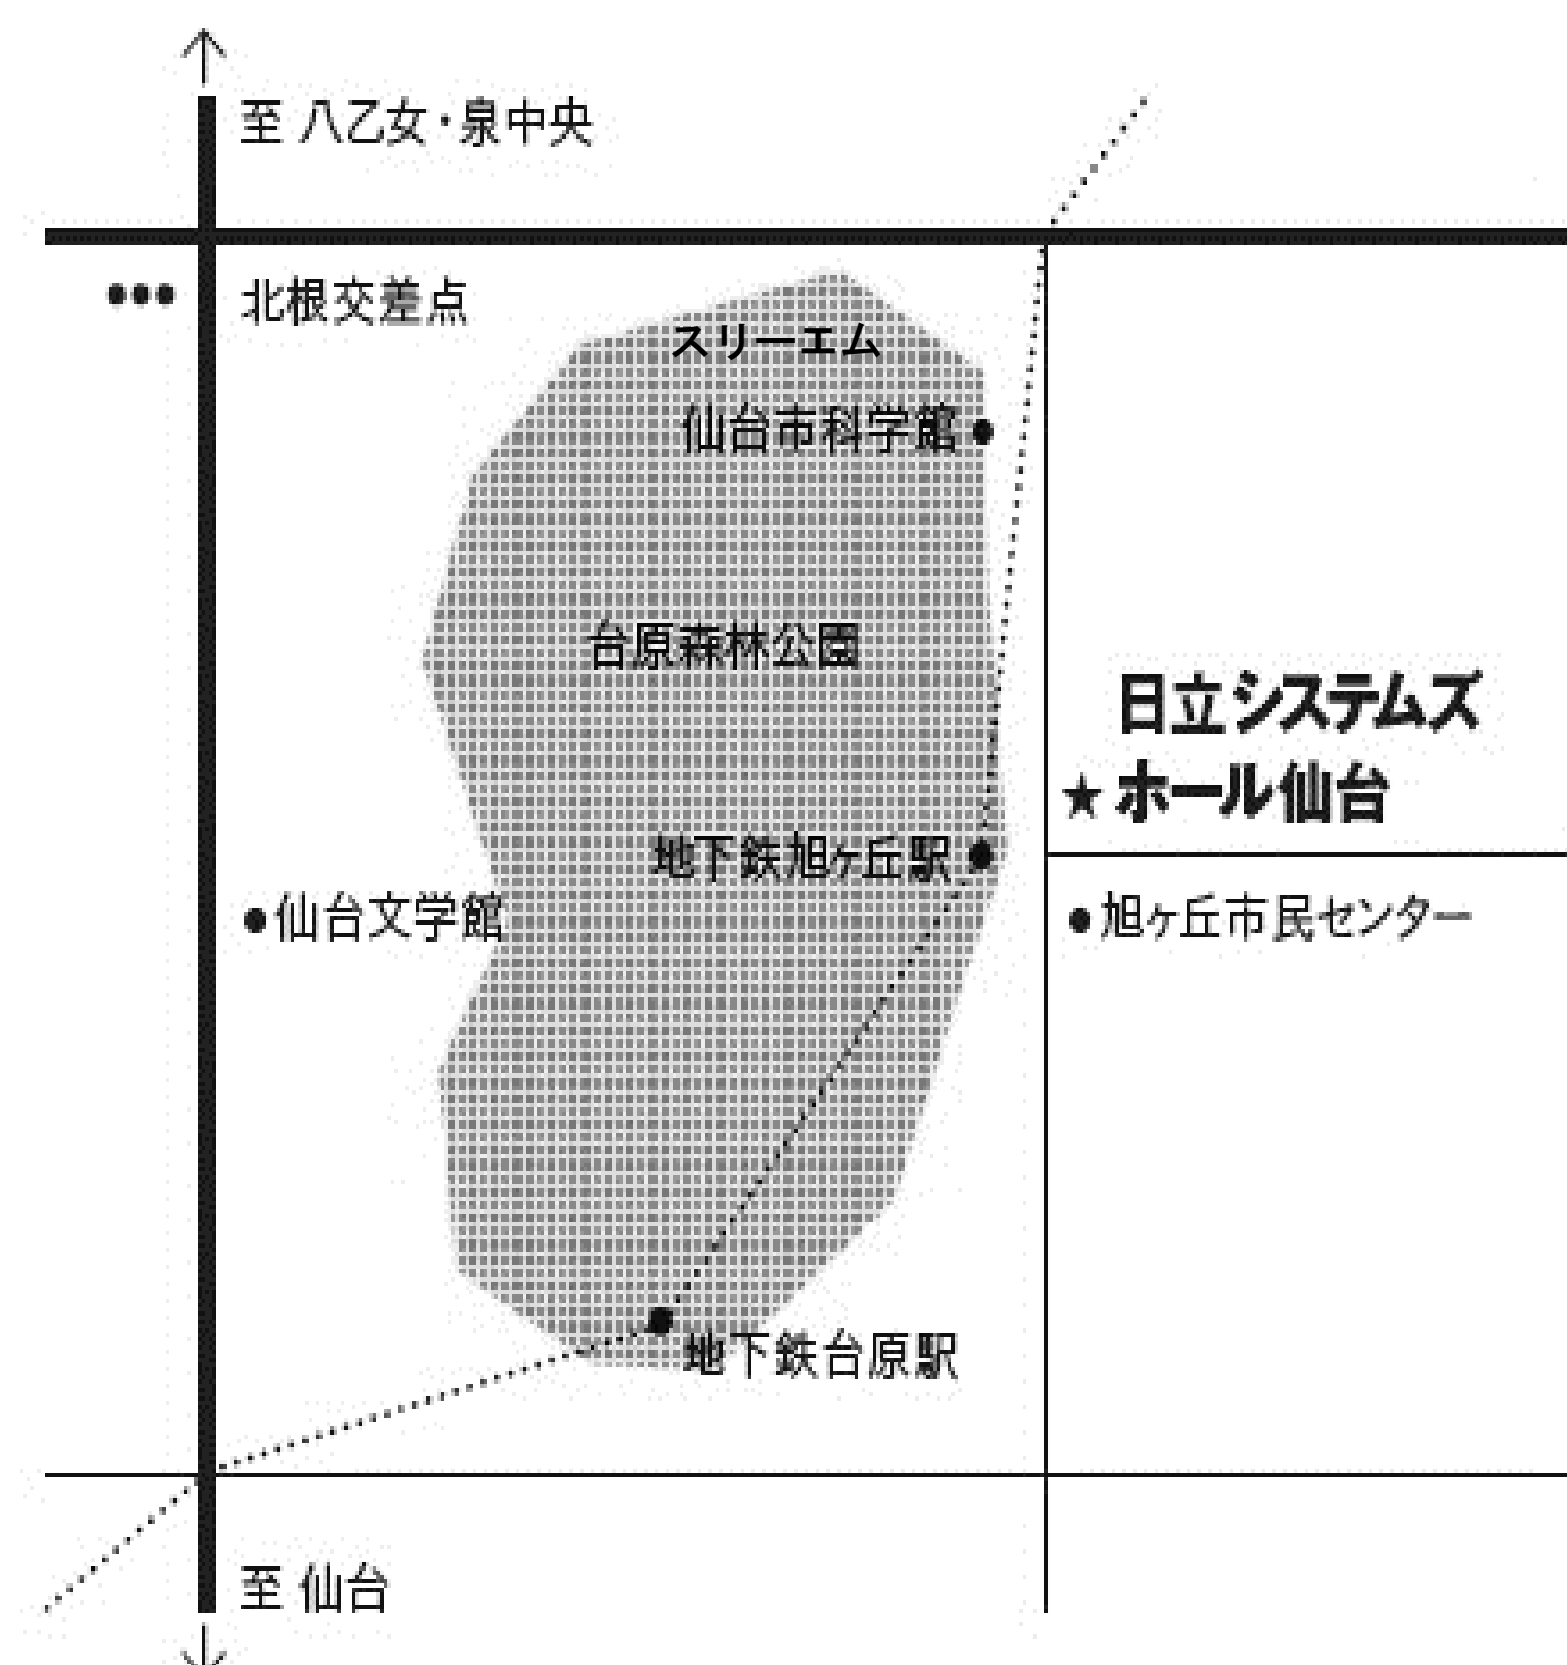 至 八乙女・泉中央
北根交差点
スリーエム
仙台市科学館
台原森林公園
日立システムズ
★ ホール仙台
地下鉄旭ヶ丘駅
仙台文学館
旭ヶ丘市民センター
地下鉄台原駅
至 仙台